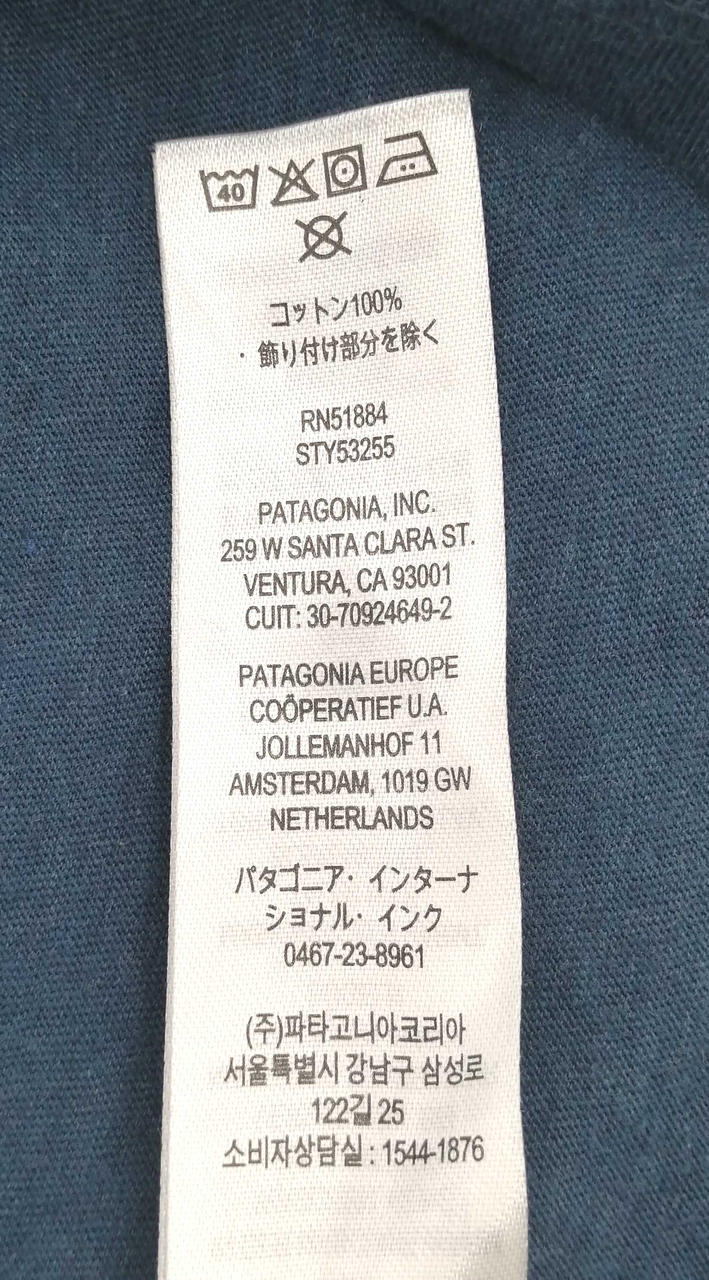 40
コットン100%
・飾り付け部分を除く
RN51884
STY53255
PATAGONIA, INC.
259 W SANTA CLARA ST.
VENTURA, CA 93001
CUIT: 30-70924649-2
PATAGONIA EUROPE
COÖPERATIEF U.A.
JOLLEMANHOF 11
AMSTERDAM, 1019 GW
NETHERLANDS
パタゴニア・インターナ
ショナル・インク
0467-23-8961
(주)파타고니아코리아
서울특별시 강남구 삼성로
122길 25
소비자상담실 : 1544-1876